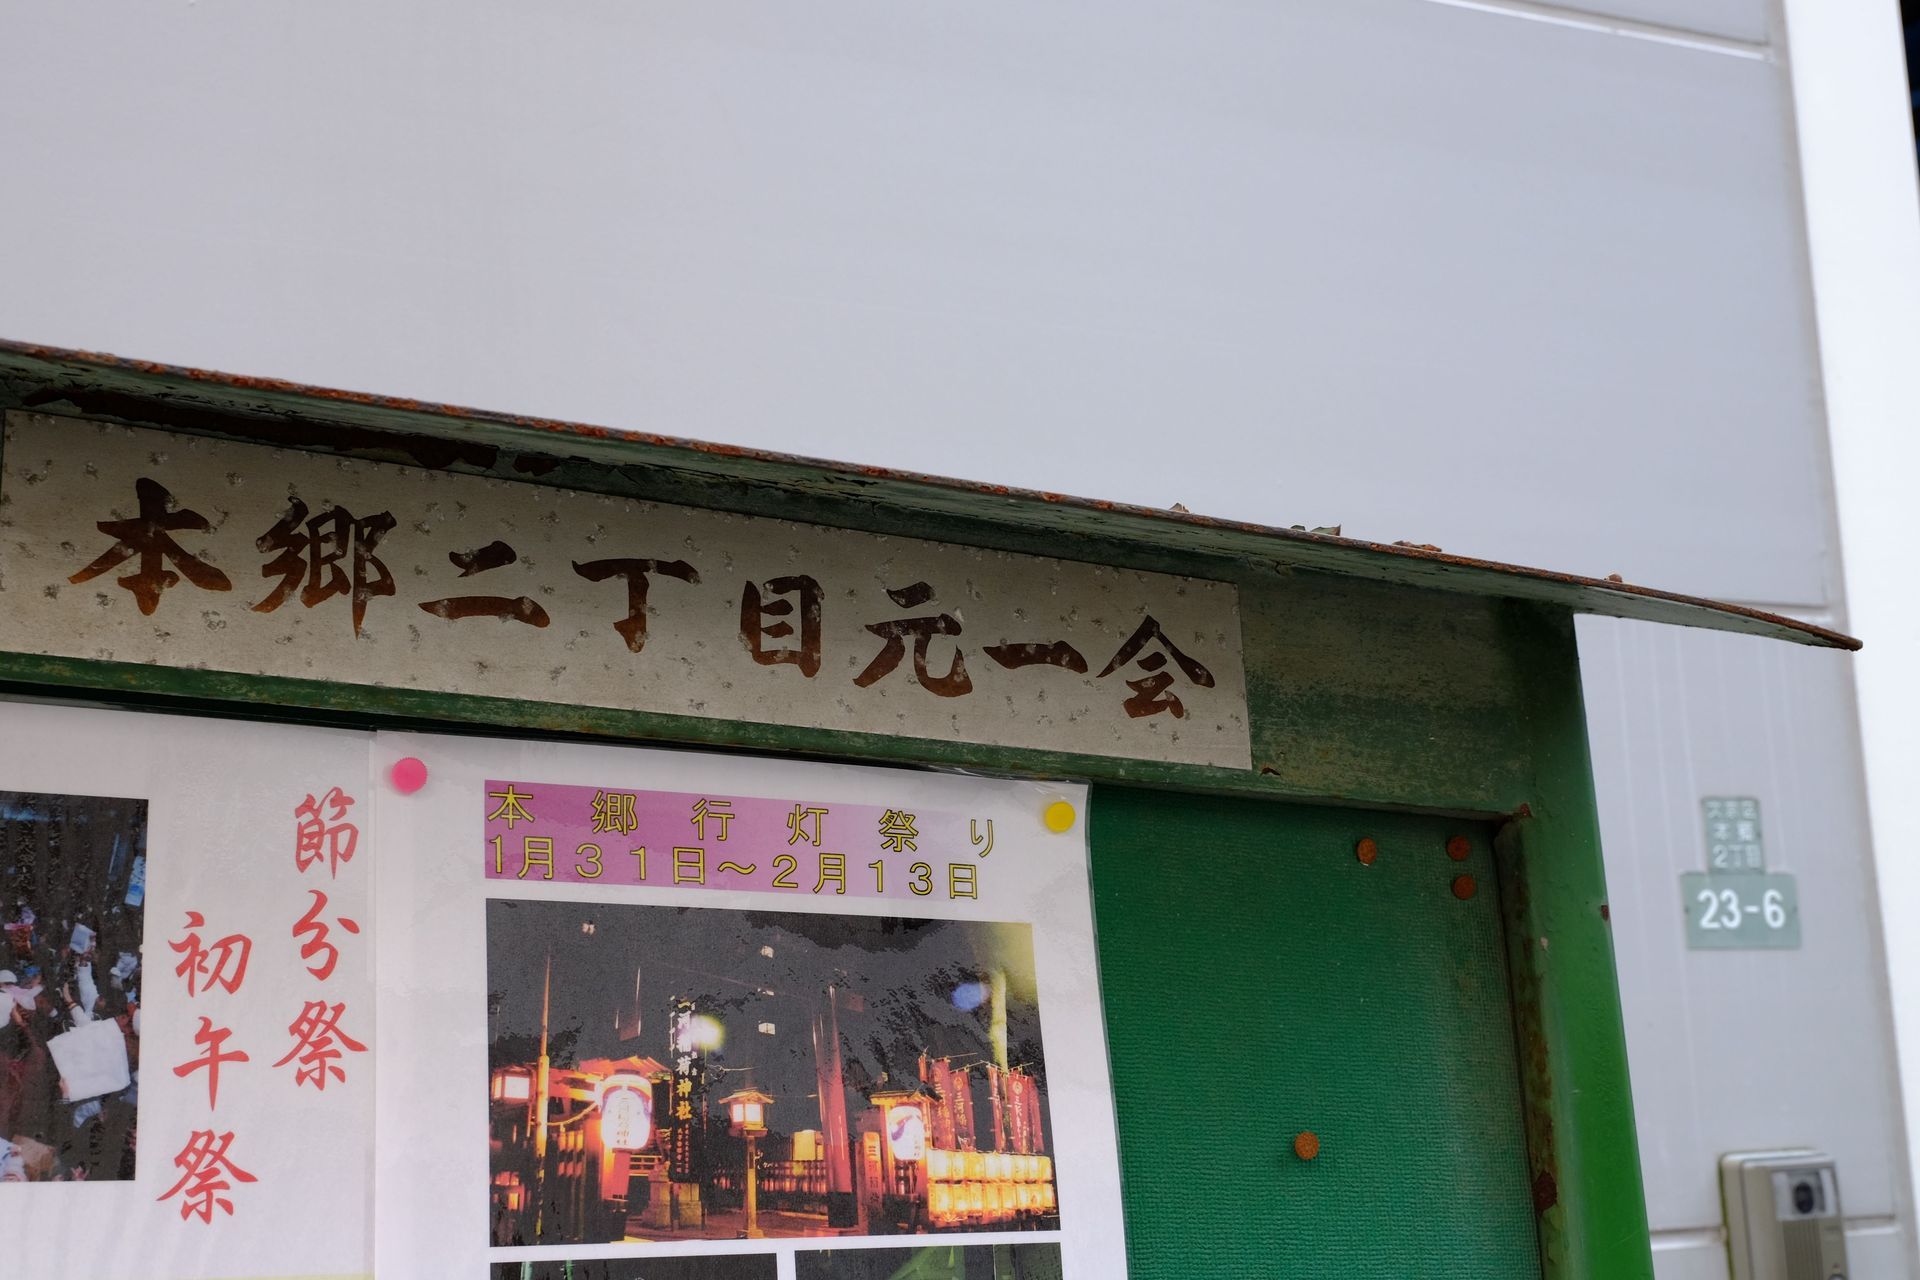 本郷二丁目元一会
節分祭
初午祭
本郷行灯祭り
1月31日～2月13日
三河稲荷神社
文京区
本郷
2丁目
23-6